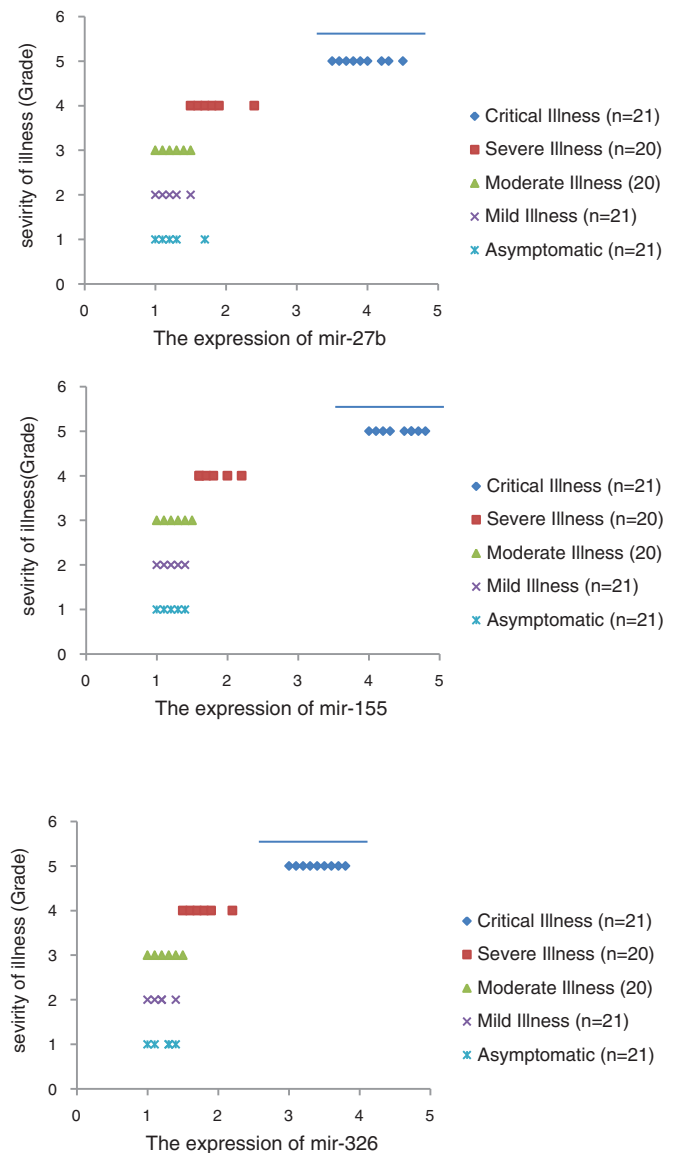 6
5
4
3
2
1
0
0 1 2 3 4 5
sevirity of illness (Grade)
The expression of mir-27b
Critical Illness (n=21)
Severe Illness (n=20)
Moderate Illness (20)
Mild Illness (n=21)
Asymptomatic (n=21)
6
5
4
3
2
1
0
0 1 2 3 4 5
sevirity of illness(Grade)
The expression of mir-155
Critical Illness (n=21)
Severe Illness (n=20)
Moderate Illness (20)
Mild Illness (n=21)
Asymptomatic (n=21)
6
5
4
3
2
1
0
0 1 2 3 4 5
sevirity of illness (Grade)
The expression of mir-326
Critical Illness (n=21)
Severe Illness (n=20)
Moderate Illness (20)
Mild Illness (n=21)
Asymptomatic (n=21)